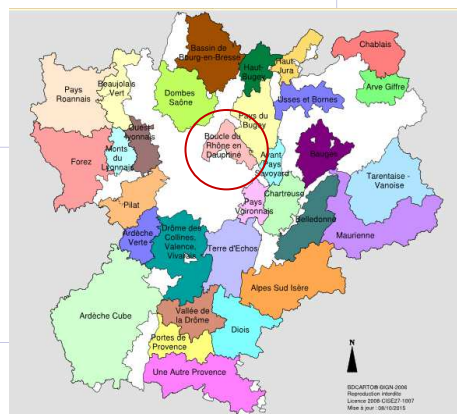 Bassin de
Bourg-en-Bresse
Haut-
Bugey
Haut
Jura
Chablais
Pays
Roannais
Beaujolais
Vert
Dombes
Saône
Usses et Bornes
Arve Giffre
Pays du
Bugey
Ouest
lyonnais
Boucle du
Rhône en
Dauphiné
Forez
Monts
du
Lyonnais
Avant
Pays
Savoyard
Bauges
Tarentaise -
Vanoise
Chartreuse
Pilat
Pays
Belledonne
Maurienne
Ardèche
Verte
Drôme des
Collines,
Valence,
Vivarais
Terre d'Echos
Alpes Sud Isère
Ardèche Cube
Vallée de
la Drôme
Diois
Portes de
Provence
Une Autre Provence
N
BDCARTO® ©IGN-2006
Reproduction interdite
Licence 2008-CISE27-1007
Mise à jour : 08/10/2015